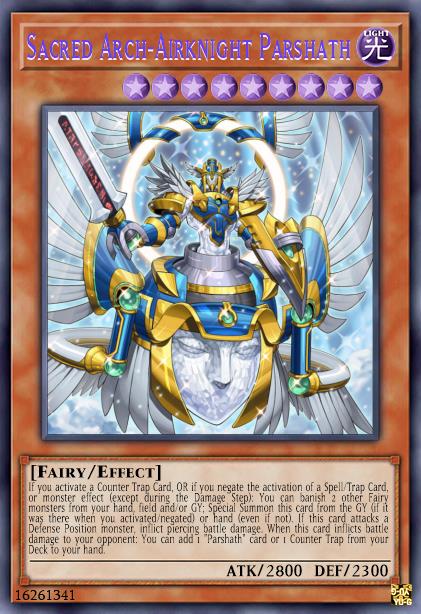 Sacred Arch-Airknight Parshath
LIGHT
光
[Fairy/Effect]
If you activate a Counter Trap Card, OR if you negate the activation of a Spell/Trap Card,
or monster effect (except during the Damage Step): You can banish 2 other Fairy
monsters from your hand, field and/or GY; Special Summon this card from the GY (if it
was there when you activated/negated) or hand (even if not). If this card attacks a
Defense Position monster, inflict piercing battle damage. When this card inflicts battle
damage to your opponent: You can add 1 "Parshath" card or 1 Counter Trap from your
Deck to your hand.
ATK/2800 DEF/2300
16261341